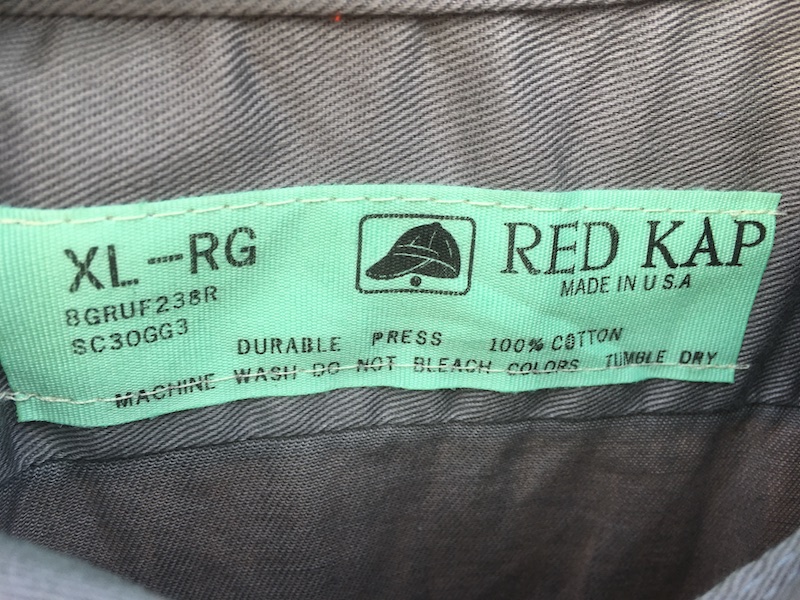 XL-RG
8GRUF238R
SC30GG3
RED KAP
MADE IN U S.A
DURABLE PRESS 100% COTTON
MACHINE WASH DO NOT BLEACH COLORS TUMBLE DRY